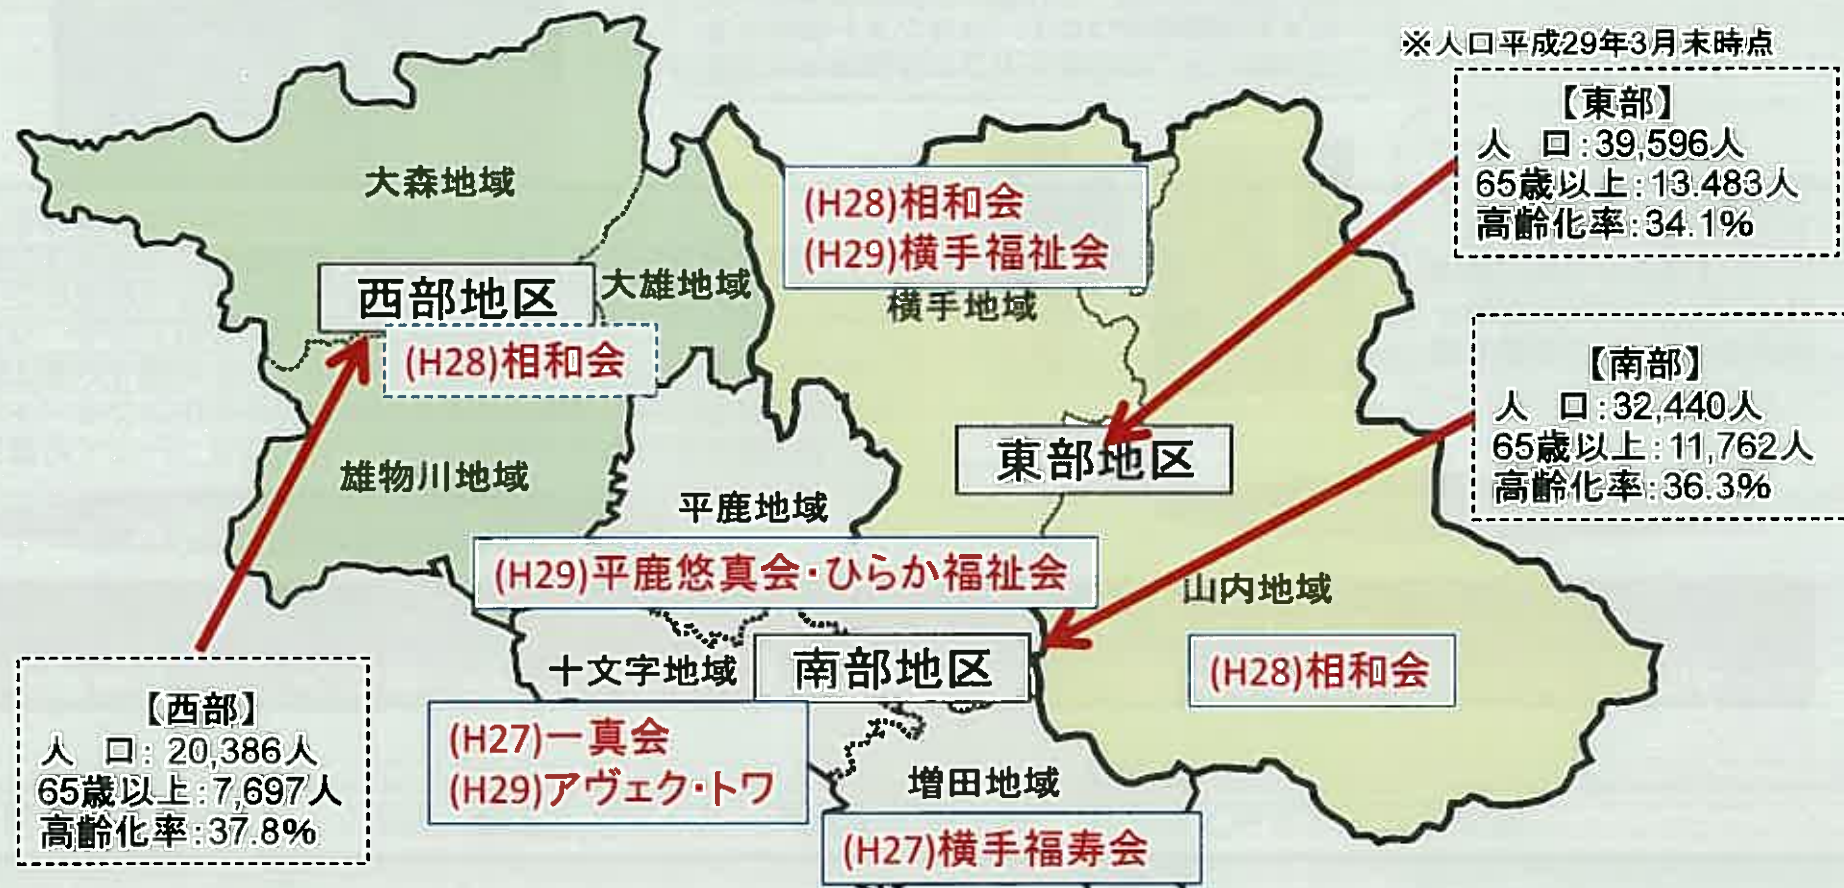 ※人口平成29年3月末時点
【東部】
人　口:39,596人
65歳以上:13.483人
高齢化率:34.1%
大森地域
(H28)相和会
(H29)横手福祉会
西部地区
大雄地域
横手地域
(H28)相和会
【南部】
人　口:32,440人
65歳以上:11,762人
高齢化率:36.3%
東部地区
雄物川地域
平鹿地域
(H29)平鹿悠真会・ひらか福祉会
山内地域
十文字地域
南部地区
(H28)相和会
【西部】
人　口: 20,386人
65歳以上:7,697人
高齢化率:37.8%
(H27)一真会
(H29)アヴェク・トワ
増田地域
(H27)横手福寿会